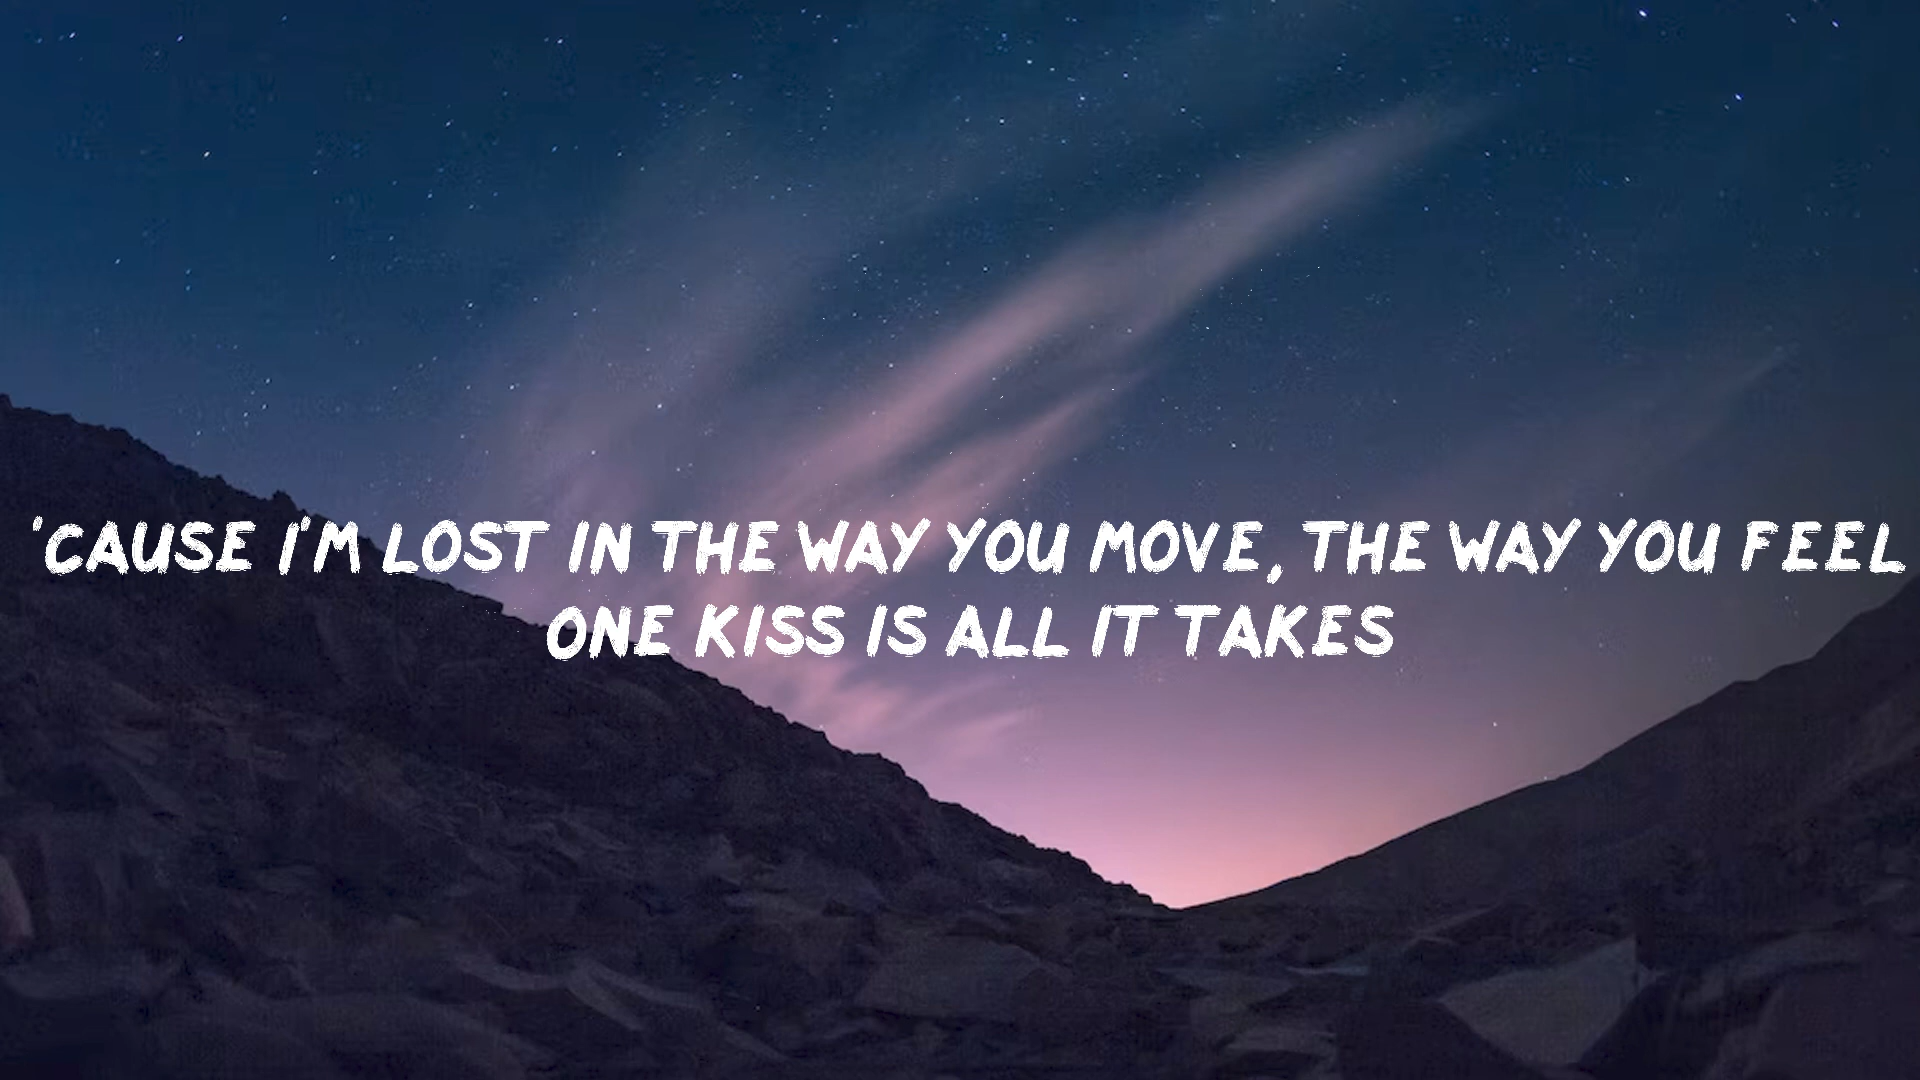 'CAUSE I'M LOST IN THE WAY YOU MOVE, THE WAY YOU FEEL
ONE KISS IS ALL IT TAKES